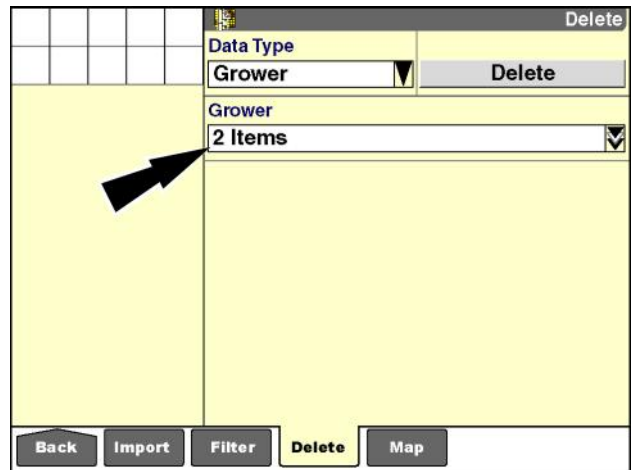 Delete
Data Type
Grower
Delete
Grower
2 Items
Back
Import
Filter
Delete
Map